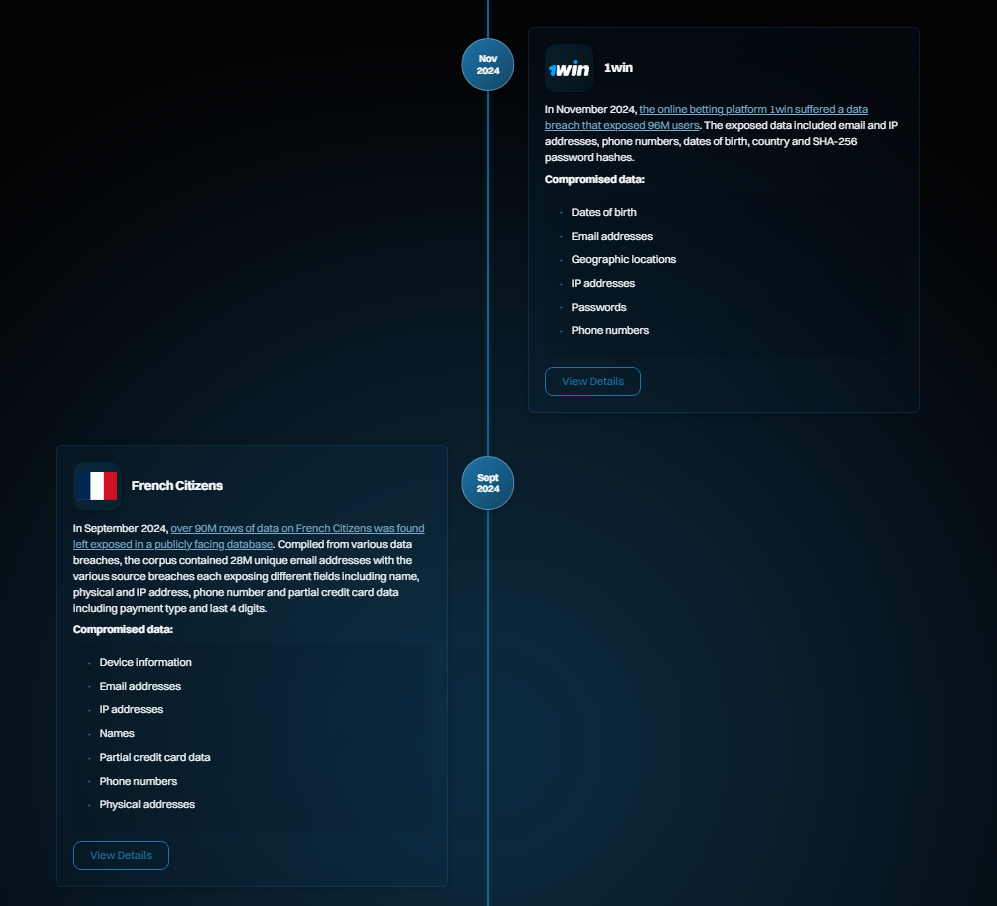 Nov
2024
1win
1win
In November 2024, the online betting platform 1win suffered a data
breach that exposed 96M users. The exposed data included email and IP
addresses, phone numbers, dates of birth, country and SHA-256
password hashes.
Compromised data:
Dates of birth
Email addresses
Geographic locations
IP addresses
Passwords
Phone numbers
View Details
Sept
2024
French Citizens
In September 2024, over 90M rows of data on French Citizens was found
left exposed in a publicly facing database. Compiled from various data
breaches, the corpus contained 28M unique email addresses with the
various source breaches each exposing different fields including name,
physical and IP address, phone number and partial credit card data
including payment type and last 4 digits.
Compromised data:
Device information
Email addresses
IP addresses
Names
Partial credit card data
Phone numbers
Physical addresses
View Details